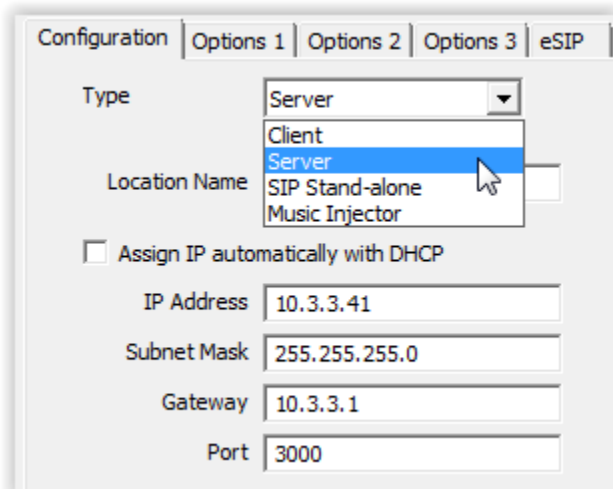 Configuration Options 1 Options 2 Options 3 eSIP
Type Server
Client
Server
Location Name SIP Stand-alone
Music Injector
Assign IP automatically with DHCP
IP Address 10.3.3.41
Subnet Mask 255.255.255.0
Gateway 10.3.3.1
Port 3000